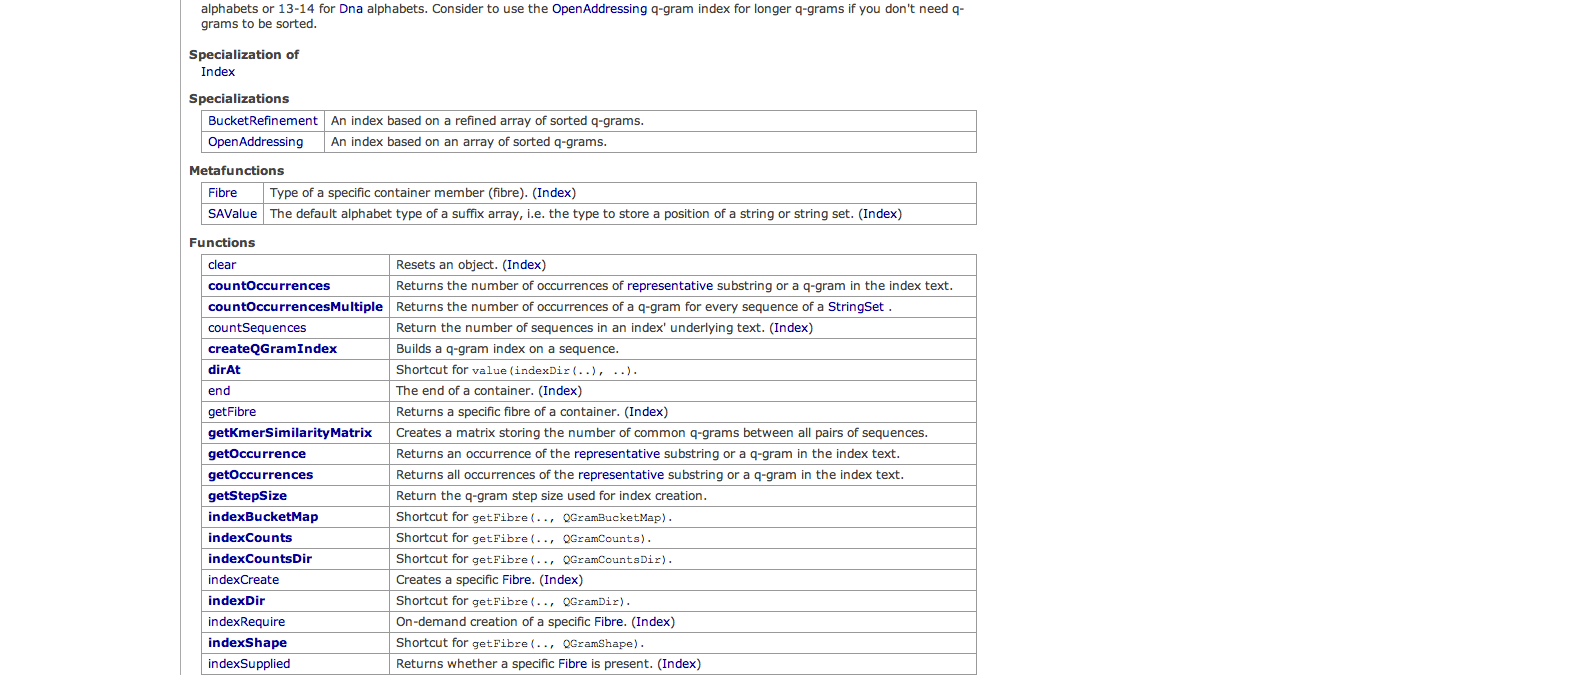 alphabets or 13-14 for Dna alphabets. Consider to use the OpenAddressing q-gram index for longer q-grams if you don't need q-
grams to be sorted.
Specialization of
Index
Specializations
BucketRefinement An index based on a refined array of sorted q-grams.
OpenAddressing An index based on an array of sorted q-grams.
Metafunctions
Fibre Type of a specific container member (fibre). (Index)
SAValue The default alphabet type of a suffix array, i.e. the type to store a position of a string or string set. (Index)
Functions
clear Resets an object. (Index)
countOccurrences Returns the number of occurrences of representative substring or a q-gram in the index text.
countOccurrencesMultiple Returns the number of occurrences of a q-gram for every sequence of a StringSet .
countSequences Return the number of sequences in an index' underlying text. (Index)
createQGramIndex Builds a q-gram index on a sequence.
dirAt Shortcut for value(indexDir(..), ..).
end The end of a container. (Index)
getFibre Returns a specific fibre of a container. (Index)
getKmerSimilarityMatrix Creates a matrix storing the number of common q-grams between all pairs of sequences.
getOccurrence Returns an occurrence of the representative substring or a q-gram in the index text.
getOccurrences Returns all occurrences of the representative substring or a q-gram in the index text.
getStepSize Return the q-gram step size used for index creation.
indexBucketMap Shortcut for getFibre(.., QGramBucketMap).
indexCounts Shortcut for getFibre(.., QGramCounts).
indexCountsDir Shortcut for getFibre(.., QGramCountsDir).
indexCreate Creates a specific Fibre. (Index)
indexDir Shortcut for getFibre(.., QGramDir).
indexRequire On-demand creation of a specific Fibre. (Index)
indexShape Shortcut for getFibre(.., QGramShape).
indexSupplied Returns whether a specific Fibre is present. (Index)